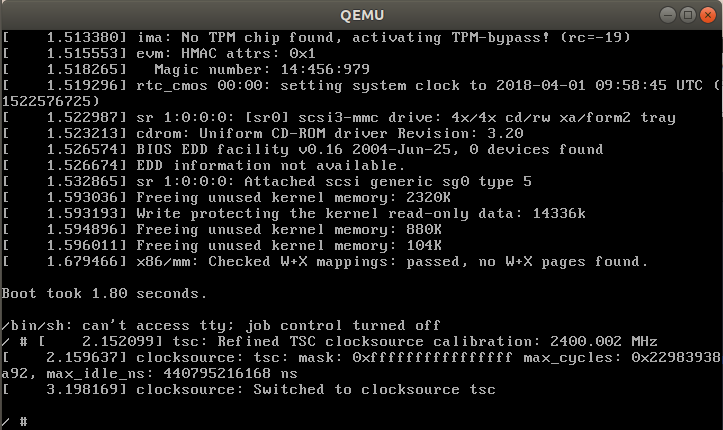 QEMU
[    1.513380] ima: No TPM chip found, activating TPM-bypass! (rc=-19)
[    1.515553] evm: HMAC attrs: 0x1
[    1.518265]   Magic number: 14:456:979
[    1.519296] rtc_cmos 00:00: setting system clock to 2018-04-01 09:58:45 UTC (
1522576725)
[    1.522987] sr 1:0:0:0: [sr0] scsi3-mmc drive: 4x/4x cd/rw xa/form2 tray
[    1.523213] cdrom: Uniform CD-ROM driver Revision: 3.20
[    1.526574] BIOS EDD facility v0.16 2004-Jun-25, 0 devices found
[    1.526674] EDD information not available.
[    1.532865] sr 1:0:0:0: Attached scsi generic sg0 type 5
[    1.593036] Freeing unused kernel memory: 2320K
[    1.593193] Write protecting the kernel read-only data: 14336k
[    1.594896] Freeing unused kernel memory: 880K
[    1.596011] Freeing unused kernel memory: 104K
[    1.679466] x86/mm: Checked W+X mappings: passed, no W+X pages found.
Boot took 1.80 seconds.
/bin/sh: can't access tty; job control turned off
/ # [    2.152099] tsc: Refined TSC clocksource calibration: 2400.002 MHz
[    2.159637] clocksource: tsc: mask: 0xffffffffffffffff max_cycles: 0x22983938
a92, max_idle_ns: 440795216168 ns
[    3.198169] clocksource: Switched to clocksource tsc
/ #